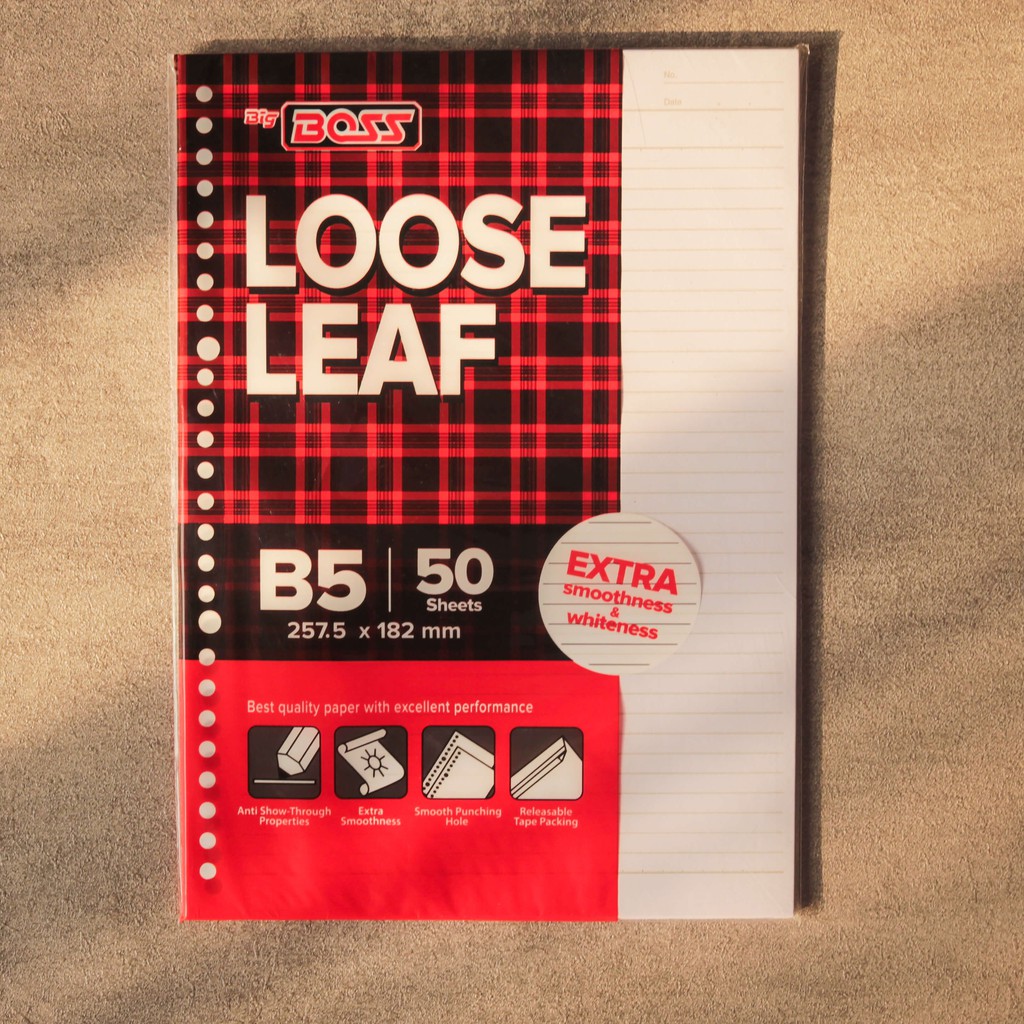 No.
Date
Big BOSS
LOOSE
LEAF
B5 50
Sheets
257.5 x 182 mm
EXTRA
smoothness
&
whiteness
Best quality paper with excellent performance
Anti Show-Through
Properties
Extra
Smoothness
Smooth Punching
Hole
Releasable
Tape Packing